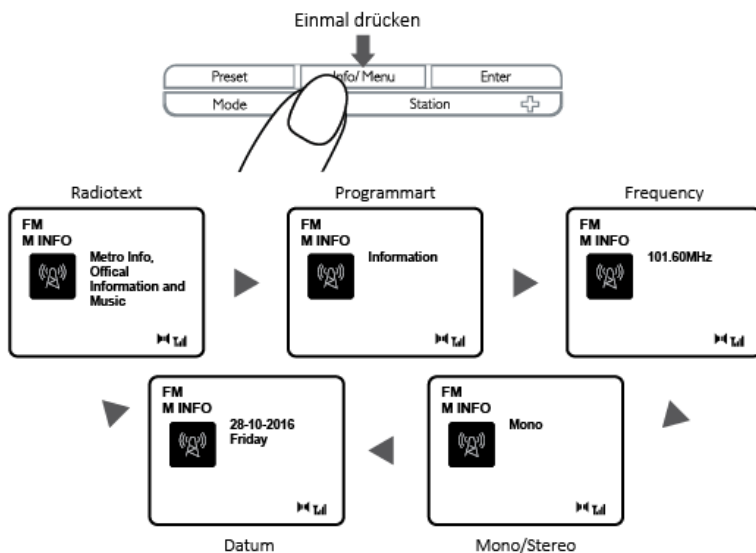 Einmal drücken
Preset
Info/Menu
Enter
Mode
Station
Radiotext
Programmart
Frequency
FM
M INFO
Metro Info,
Offical
Information and
Music
FM
M INFO
Information
FM
M INFO
101.60MHz
FM
M INFO
28-10-2016
Friday
FM
M INFO
Mono
Datum
Mono/Stereo